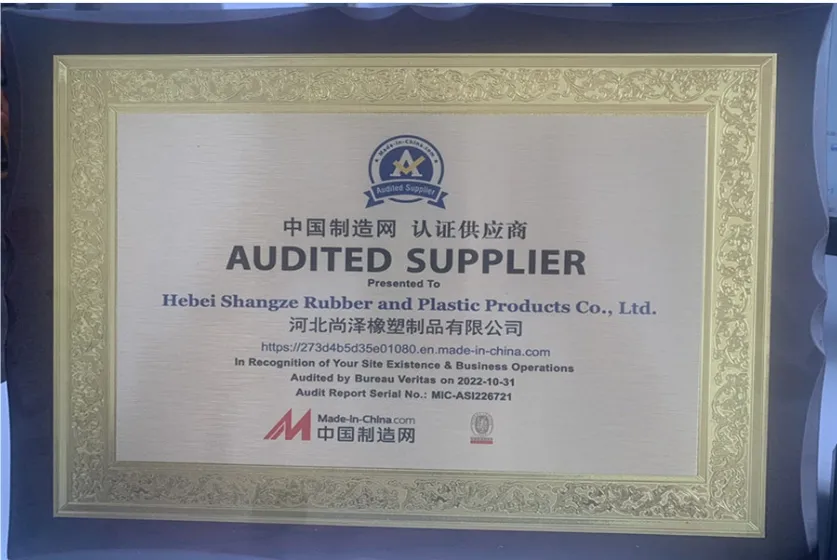 Made-in-China.com
Audited Supplier
中国制造网 认证供应商
AUDITED SUPPLIER
Presented To
Hebei Shangze Rubber and Plastic Products Co., Ltd.
河北尚泽橡塑制品有限公司
https://273d4b5d35e01080.en.made-in-china.com
In Recognition of Your Site Existence & Business Operations
Audited by Bureau Veritas on 2022-10-31
Audit Report Serial No.: MIC-ASI226721
Made-in-China.com
中国制造网